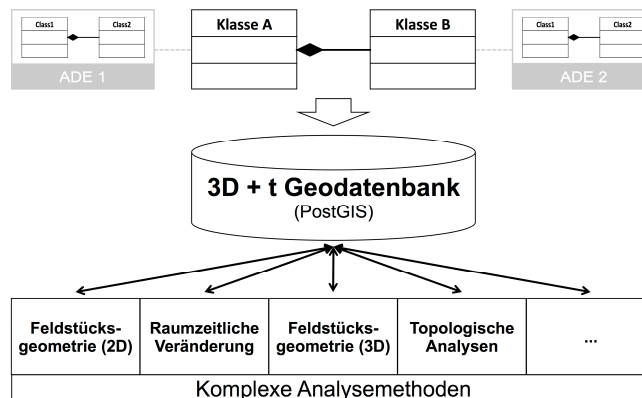 Class1
Class2
ADE 1
Klasse A
Klasse B
Class1
Class2
ADE 2
3D + t Geodatenbank
(PostGIS)
Feldstücks-
geometrie (2D)
Raumzeitliche
Veränderung
Feldstücks-
geometrie (3D)
Topologische
Analysen
...
Komplexe Analysemethoden